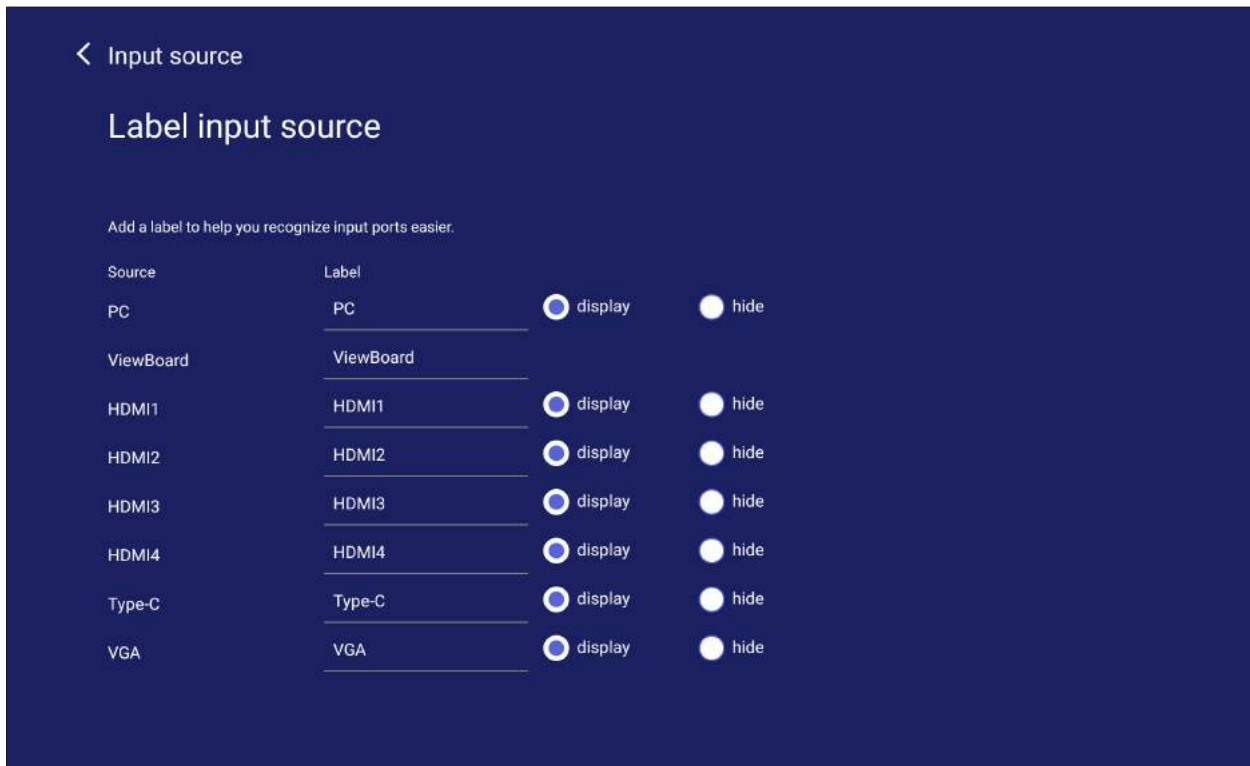 Input source
Label input source
Add a label to help you recognize input ports easier.
Source Label
PC PC display hide
ViewBoard ViewBoard
HDMI1 HDMI1 display hide
HDMI2 HDMI2 display hide
HDMI3 HDMI3 display hide
HDMI4 HDMI4 display hide
Type-C Type-C display hide
VGA VGA display hide